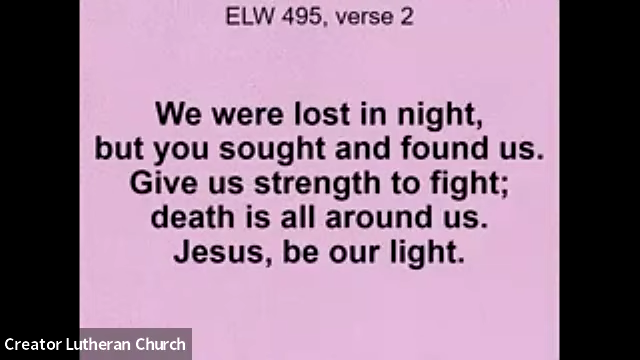 ELW 495, verse 2
We were lost in night,
but you sought and found us.
Give us strength to fight;
death is all around us.
Jesus, be our light.
Creator Lutheran Church